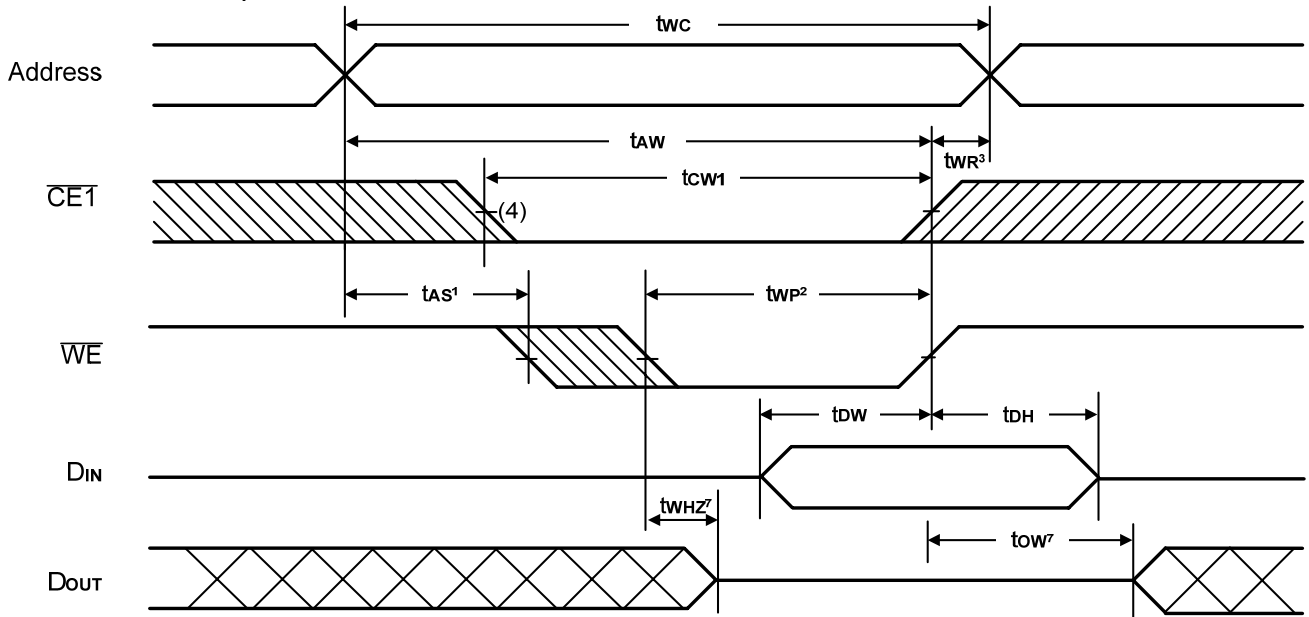 tWC
Address
tAW
tWR³
CE1
tCW1
(4)
tAS¹
tWP²
WE
tDW
tDH
DIN
tWHZ⁷
tOW⁷
DOUT